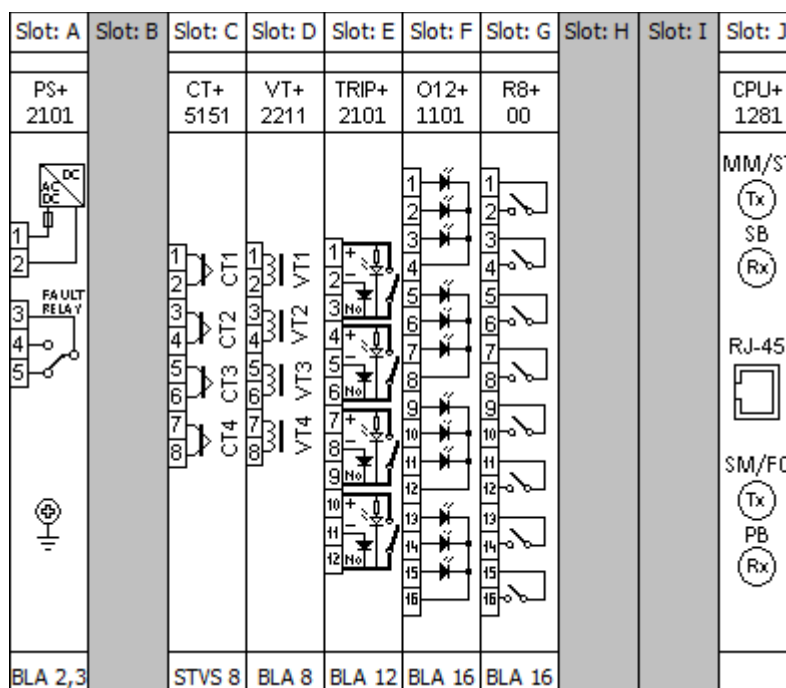 Slot: A Slot: B Slot: C Slot: D Slot: E Slot: F Slot: G Slot: H Slot: I Slot: J
PS+ CT+ VT+ TRIP+ O12+ R8+ CPU+
2101 5151 2211 2101 1101 00 1281
AC
DC
DC
1
2
FAULT
RELAY
3
4
5
1
2
CT1
3
4
CT2
5
6
CT3
7
8
CT4
1
2
VT1
3
4
VT2
5
6
VT3
7
8
VT4
1 +
2 -
3 No
4 +
5 -
6 No
7 +
8 -
9 No
10 +
11 -
12 No
1
2
3
4
5
6
7
8
9
10
11
12
13
14
15
16
1
2
3
4
5
6
7
8
9
10
11
12
13
14
15
16
MM/ST
Tx
SB
Rx
RJ-45
SM/FC
Tx
PB
Rx
BLA 2,3 STVS 8 BLA 8 BLA 12 BLA 16 BLA 16